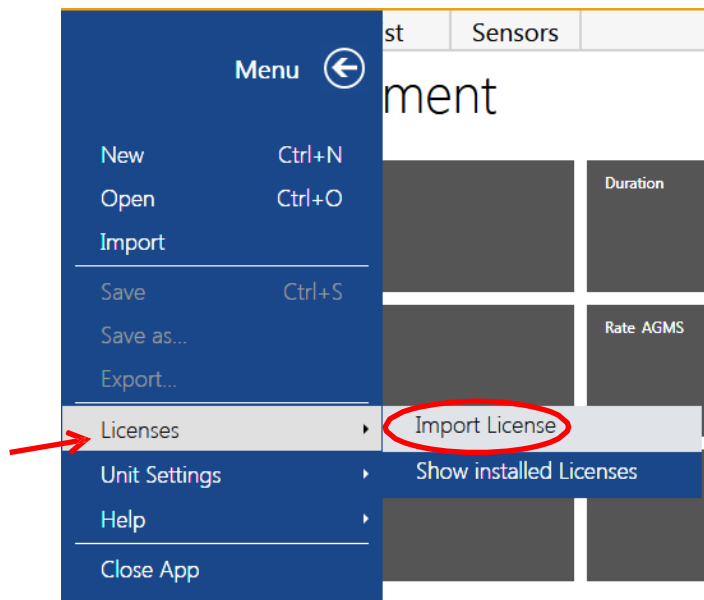 st Sensors
Menu
ment
New Ctrl+N
Open Ctrl+O
Import
Duration
Save Ctrl+S
Save as...
Export...
Rate AGMS
Licenses
Import License
Unit Settings
Show installed Licenses
Help
Close App